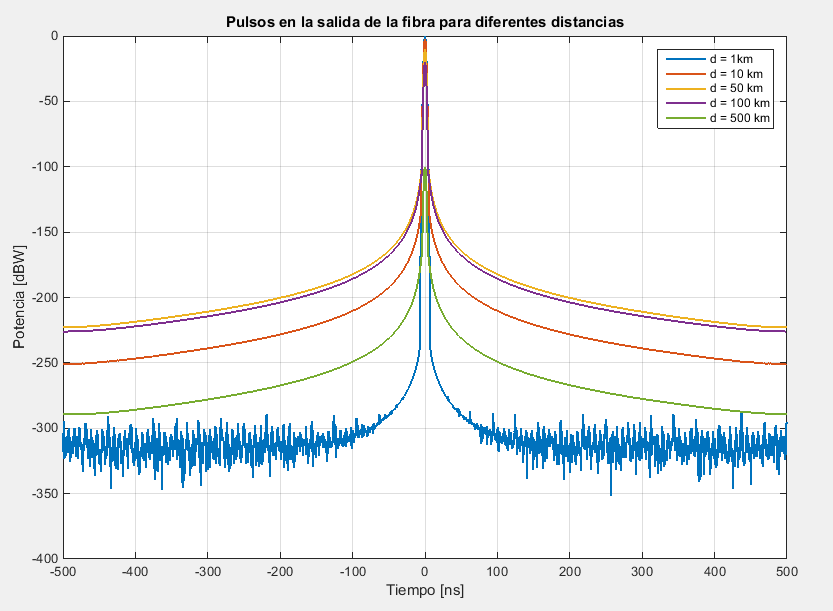 Pulsos en la salida de la fibra para diferentes distancias
Potencia [dBW]
0
-50
-100
-150
-200
-250
-300
-350
-400
d = 1km
d = 10 km
d = 50 km
d = 100 km
d = 500 km
-500 -400 -300 -200 -100 0 100 200 300 400 500
Tiempo [ns]